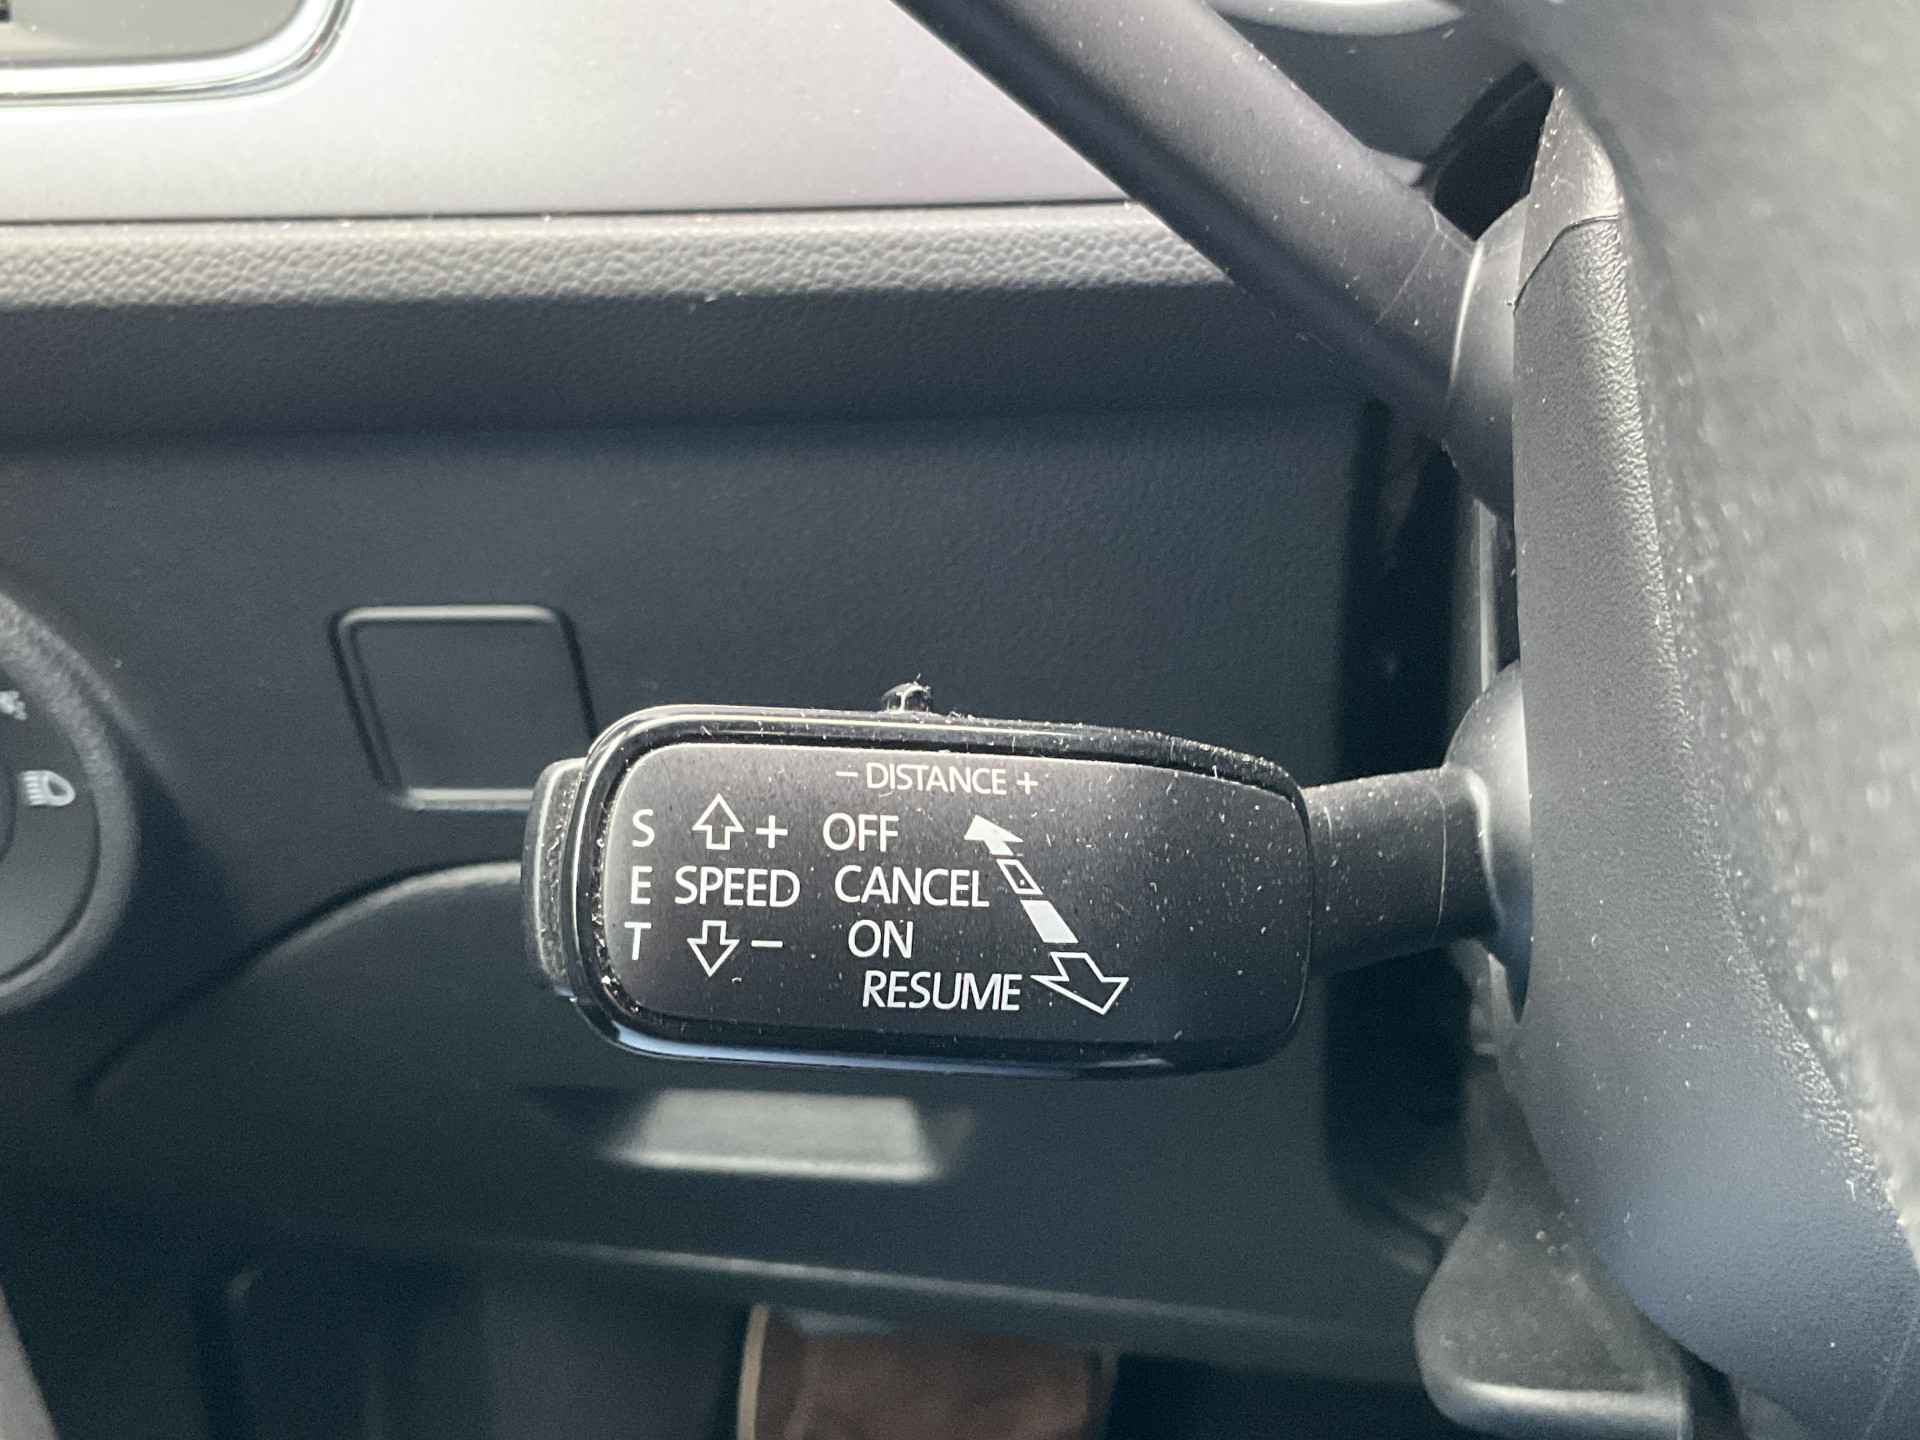 – DISTANCE +
S + OFF
E SPEED CANCEL
T – ON
RESUME